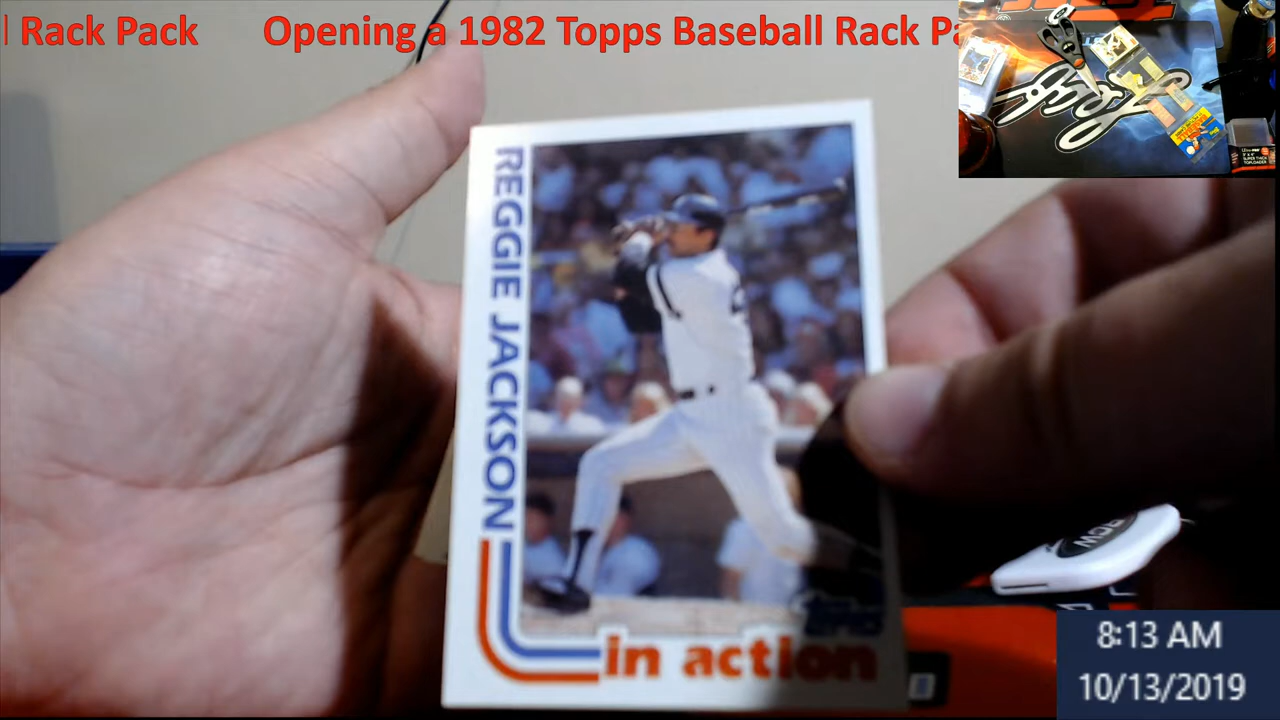 l Rack Pack Opening a 1982 Topps Baseball Rack Pa
REGGIE JACKSON
in action
8:13 AM
10/13/2019